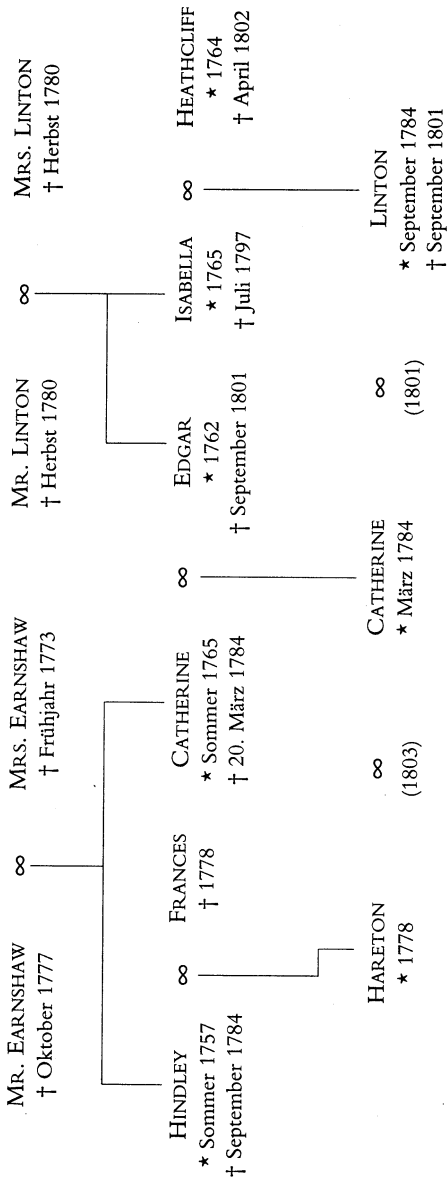 MR. EARNSHAW ∞ MRS. EARNSHAW MR. LINTON ∞ MRS. LINTON
† Oktober 1777 † Frühjahr 1773 † Herbst 1780 † Herbst 1780
HINDLEY ∞ FRANCES CATHERINE ∞ EDGAR ISABELLA ∞ HEATHCLIFF
★ Sommer 1757 † 1778 ★ Sommer 1765 ★ 1762 ★ 1765 ★ 1764
† September 1784 † 20. März 1784 † September 1801 † Juli 1797 † April 1802
HARETON ∞ CATHERINE ∞ LINTON
★ 1778 (1803) ★ März 1784 (1801) ★ September 1784
† September 1801